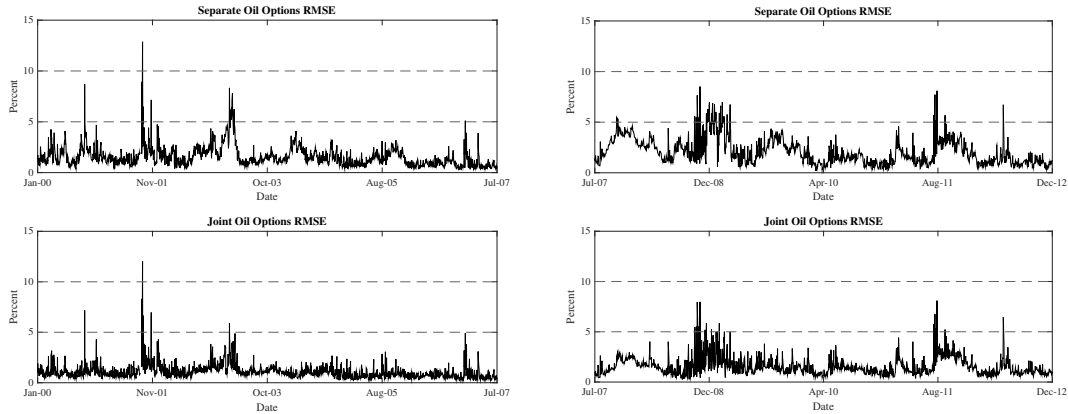 Separate Oil Options RMSE
15
10
5
0
Percent
Jan-00 Nov-01 Oct-03 Aug-05 Jul-07
Date
Separate Oil Options RMSE
15
10
5
0
Percent
Jul-07 Dec-08 Apr-10 Aug-11 Dec-12
Date
Joint Oil Options RMSE
15
10
5
0
Percent
Jan-00 Nov-01 Oct-03 Aug-05 Jul-07
Date
Joint Oil Options RMSE
15
10
5
0
Percent
Jul-07 Dec-08 Apr-10 Aug-11 Dec-12
Date